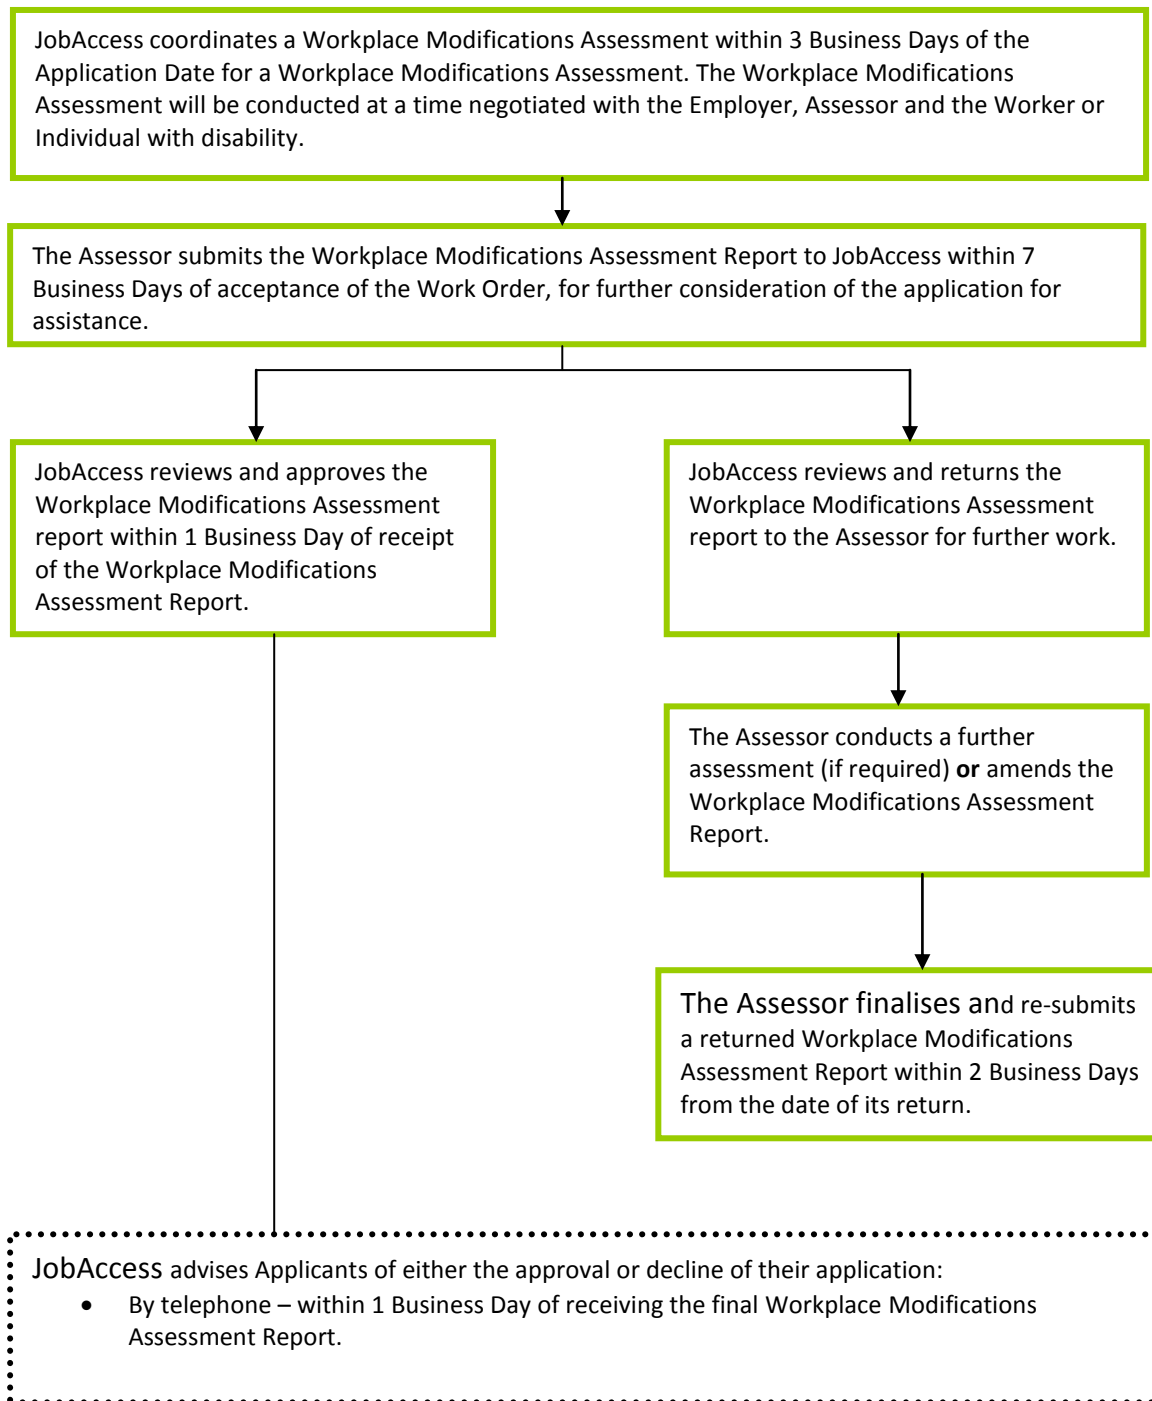 JobAccess coordinates a Workplace Modifications Assessment within 3 Business Days of the
Application Date for a Workplace Modifications Assessment. The Workplace Modifications
Assessment will be conducted at a time negotiated with the Employer, Assessor and the Worker or
Individual with disability.
The Assessor submits the Workplace Modifications Assessment Report to JobAccess within 7
Business Days of acceptance of the Work Order, for further consideration of the application for
assistance.
JobAccess reviews and approves the
Workplace Modifications Assessment
report within 1 Business Day of receipt
of the Workplace Modifications
Assessment Report.
JobAccess reviews and returns the
Workplace Modifications Assessment
report to the Assessor for further work.
The Assessor conducts a further
assessment (if required) or amends the
Workplace Modifications Assessment
Report.
The Assessor finalises and re-submits
a returned Workplace Modifications
Assessment Report within 2 Business Days
from the date of its return.
JobAccess advises Applicants of either the approval or decline of their application:
• By telephone – within 1 Business Day of receiving the final Workplace Modifications
Assessment Report.